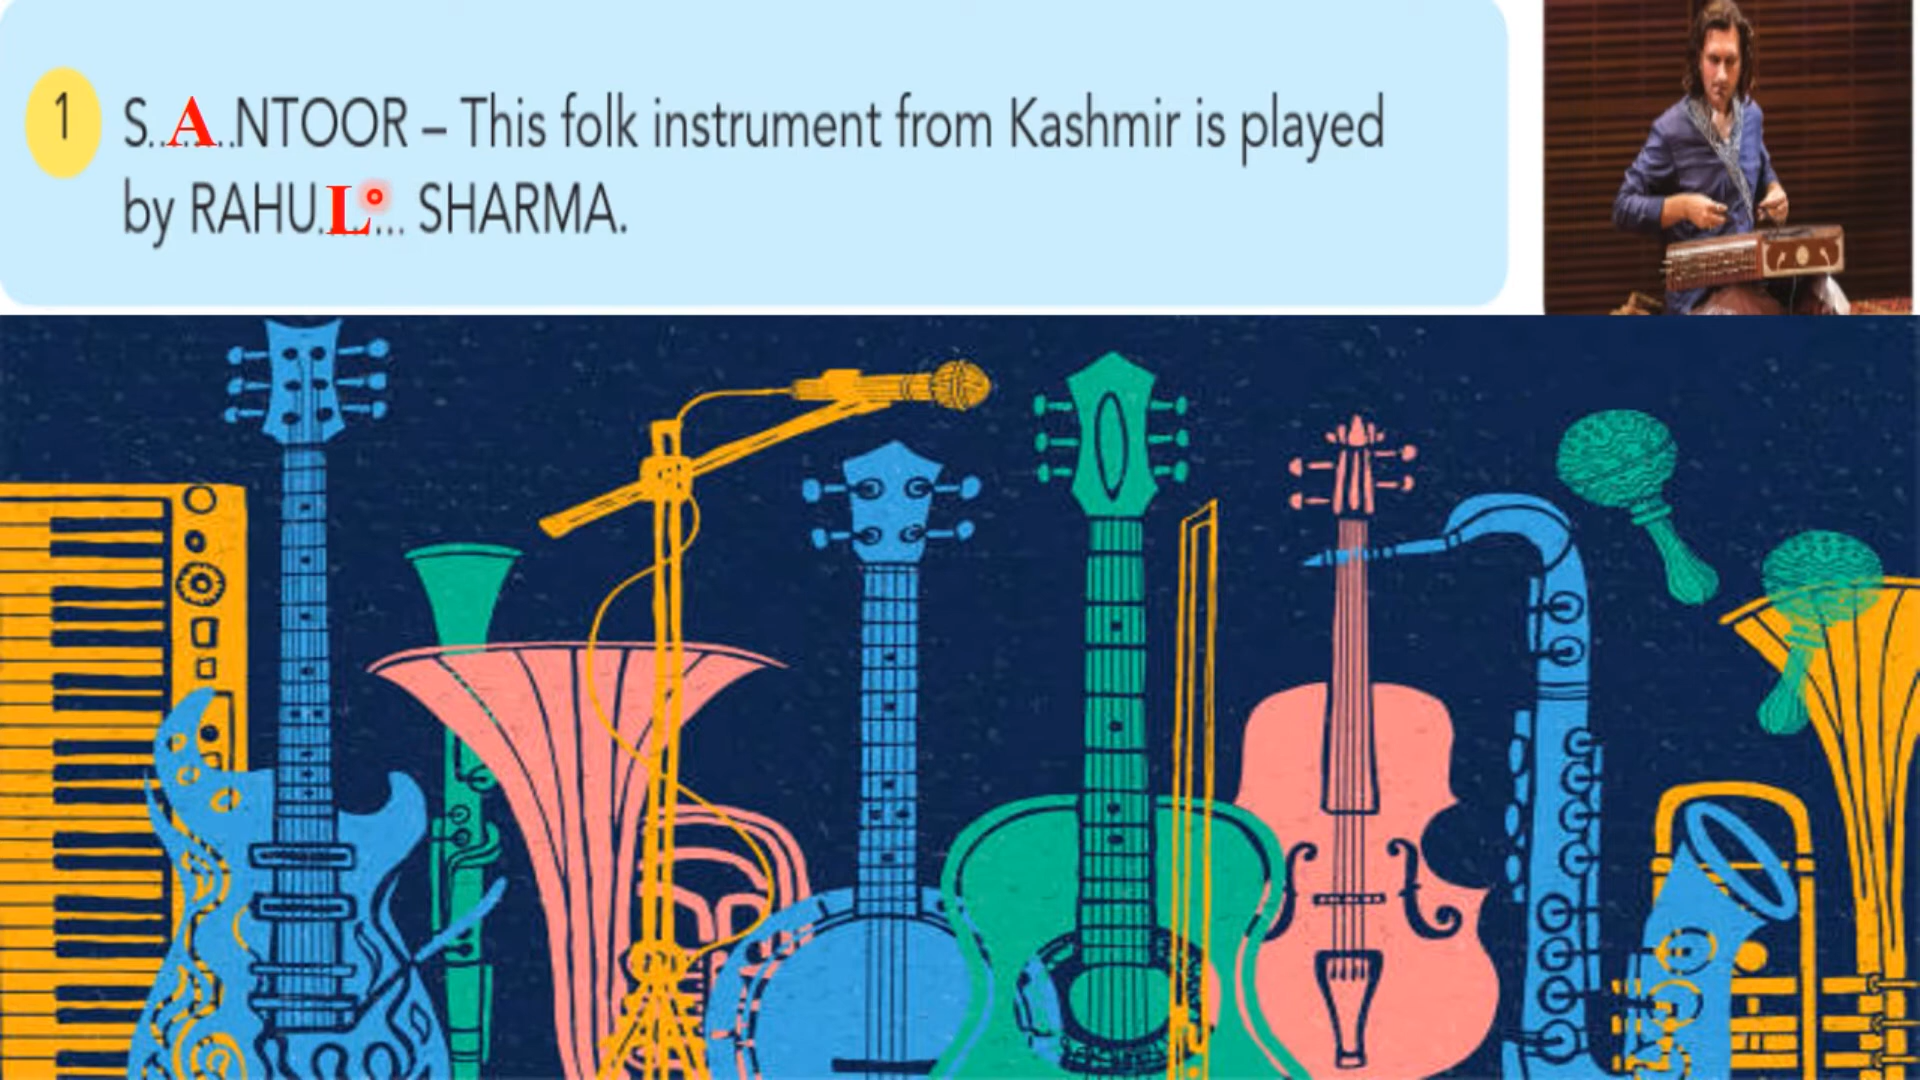 1 S..A..NTOOR – This folk instrument from Kashmir is played
by RAHU.L... SHARMA.